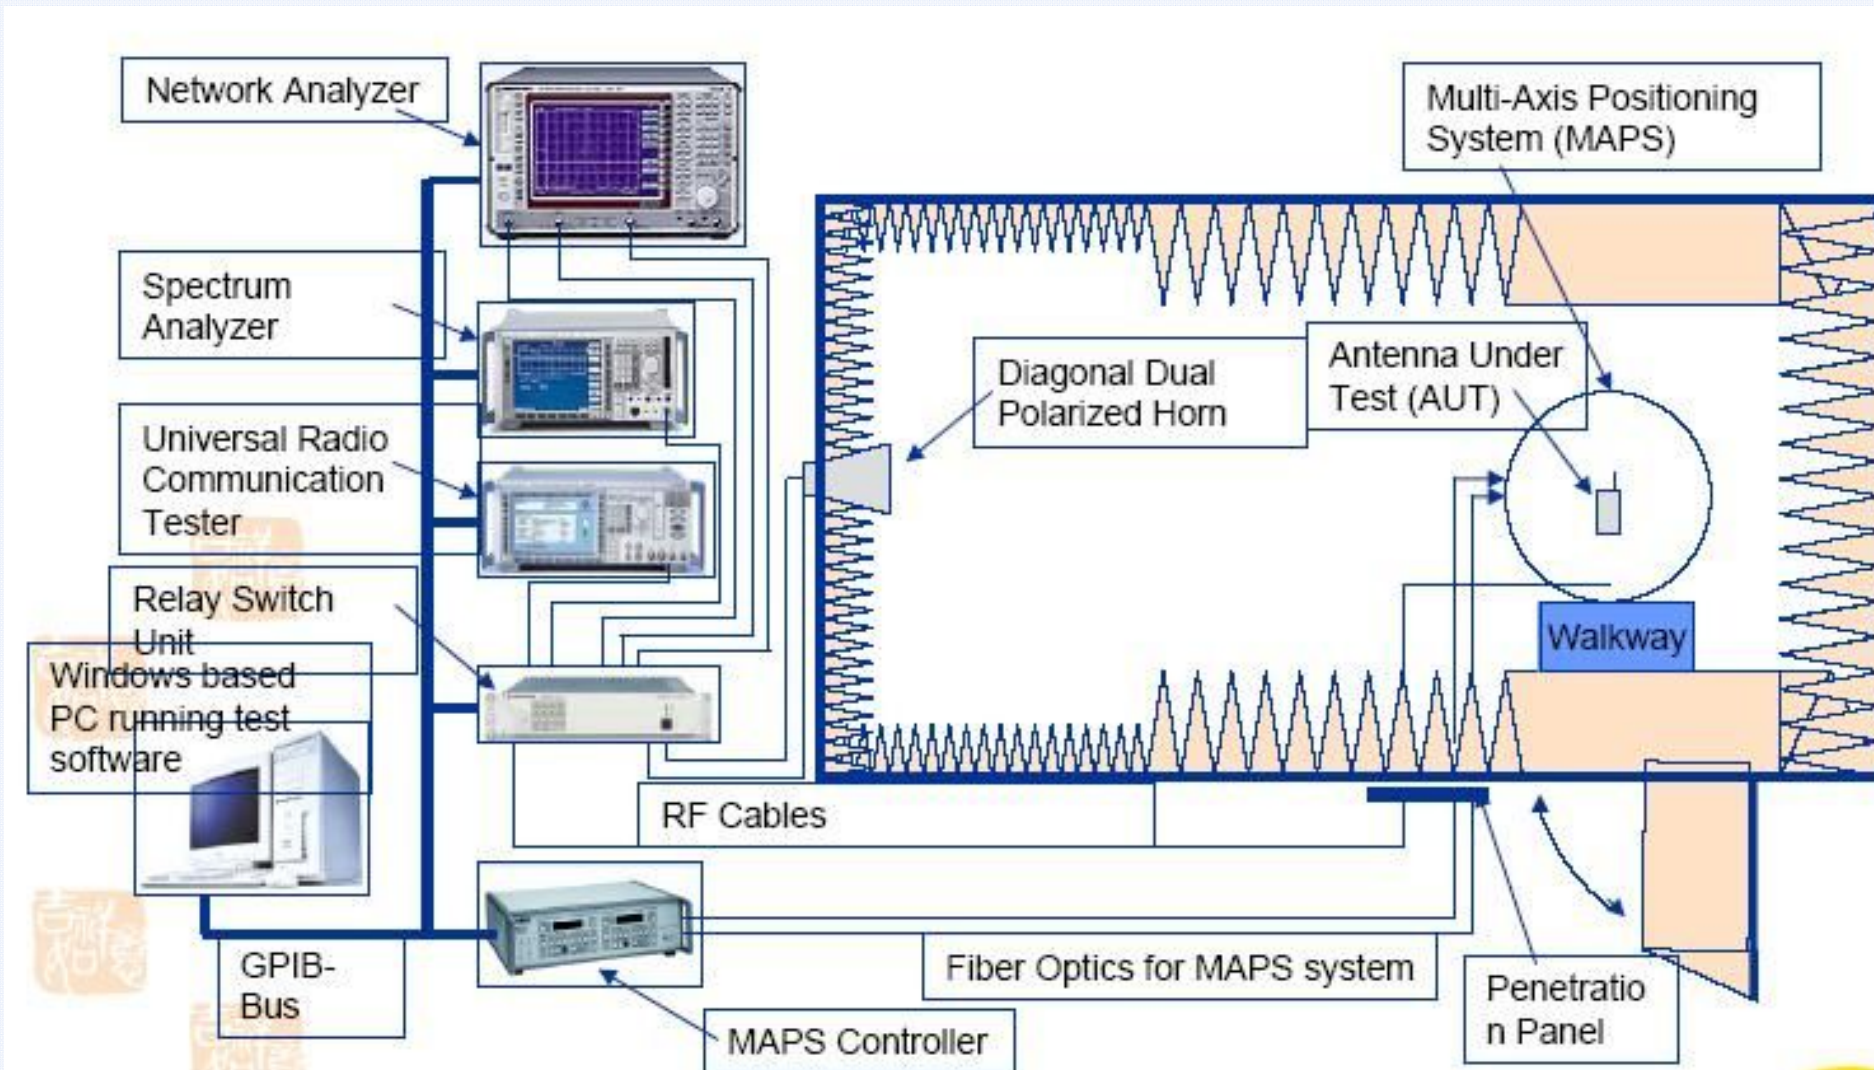 Network Analyzer
Multi-Axis Positioning
System (MAPS)
Spectrum
Analyzer
Diagonal Dual
Polarized Horn
Antenna Under
Test (AUT)
Universal Radio
Communication
Tester
Relay Switch
Unit
Walkway
Windows based
PC running test
software
RF Cables
GPIB-
Bus
Fiber Optics for MAPS system
Penetratio
n Panel
MAPS Controller